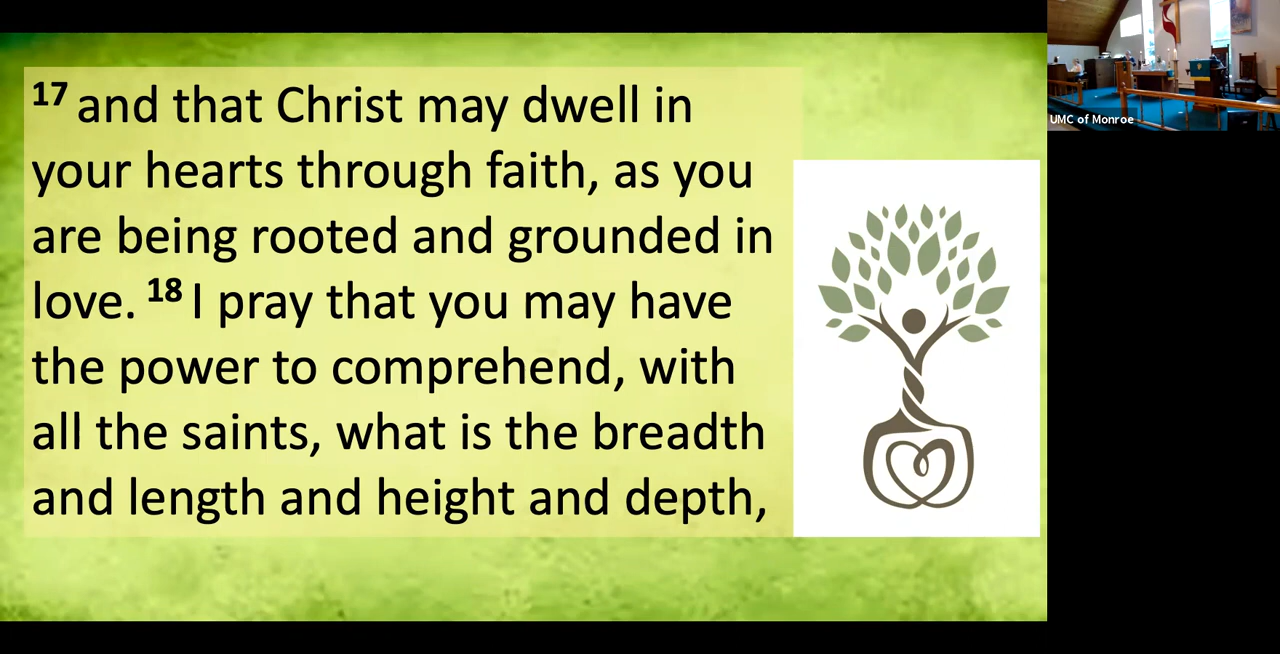 17 and that Christ may dwell in
your hearts through faith, as you
are being rooted and grounded in
love. 18 I pray that you may have
the power to comprehend, with
all the saints, what is the breadth
and length and height and depth,
UMC of Monroe